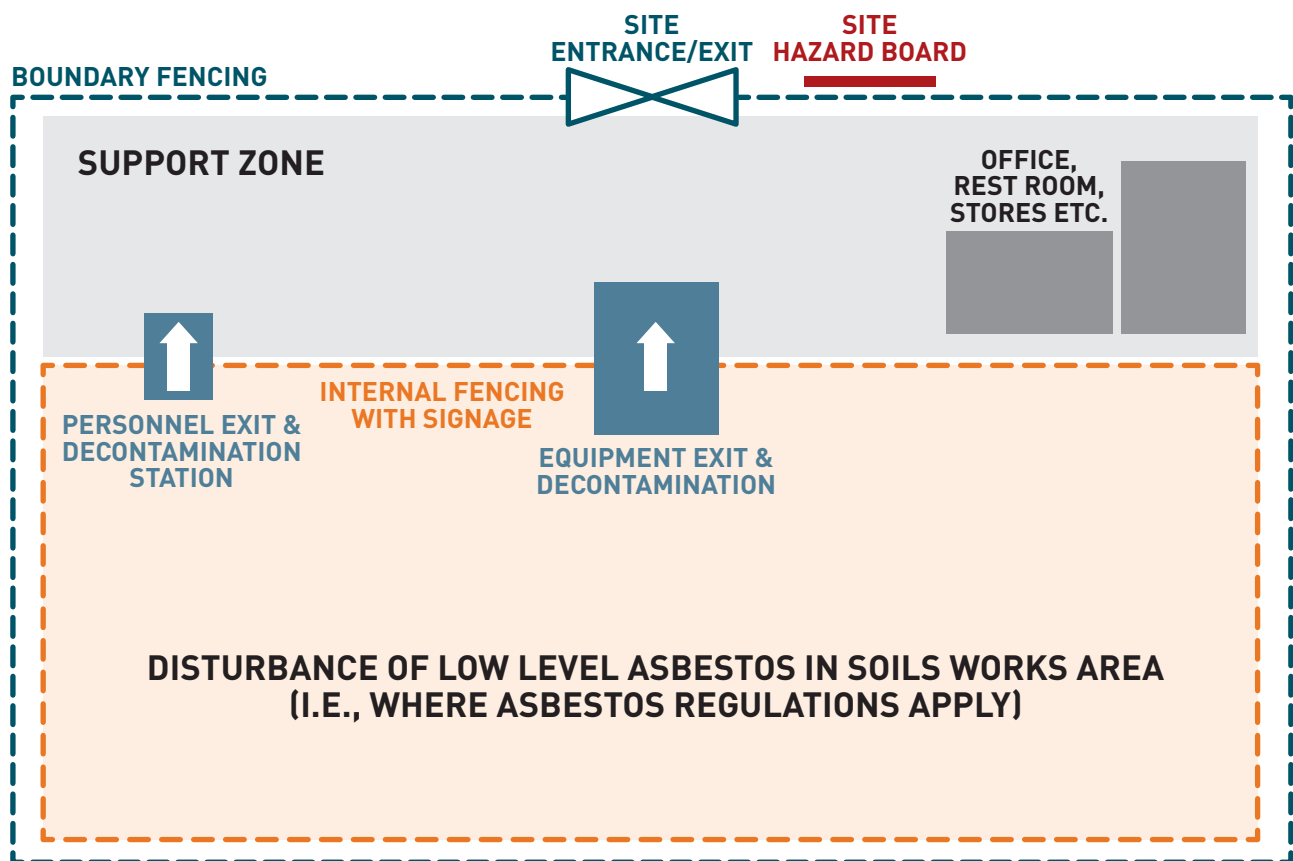 SITE
ENTRANCE/EXIT
SITE
HAZARD BOARD
BOUNDARY FENCING
SUPPORT ZONE
OFFICE,
REST ROOM,
STORES ETC.
INTERNAL FENCING
WITH SIGNAGE
PERSONNEL EXIT &
DECONTAMINATION
STATION
EQUIPMENT EXIT &
DECONTAMINATION
DISTURBANCE OF LOW LEVEL ASBESTOS IN SOILS WORKS AREA
(I.E., WHERE ASBESTOS REGULATIONS APPLY)